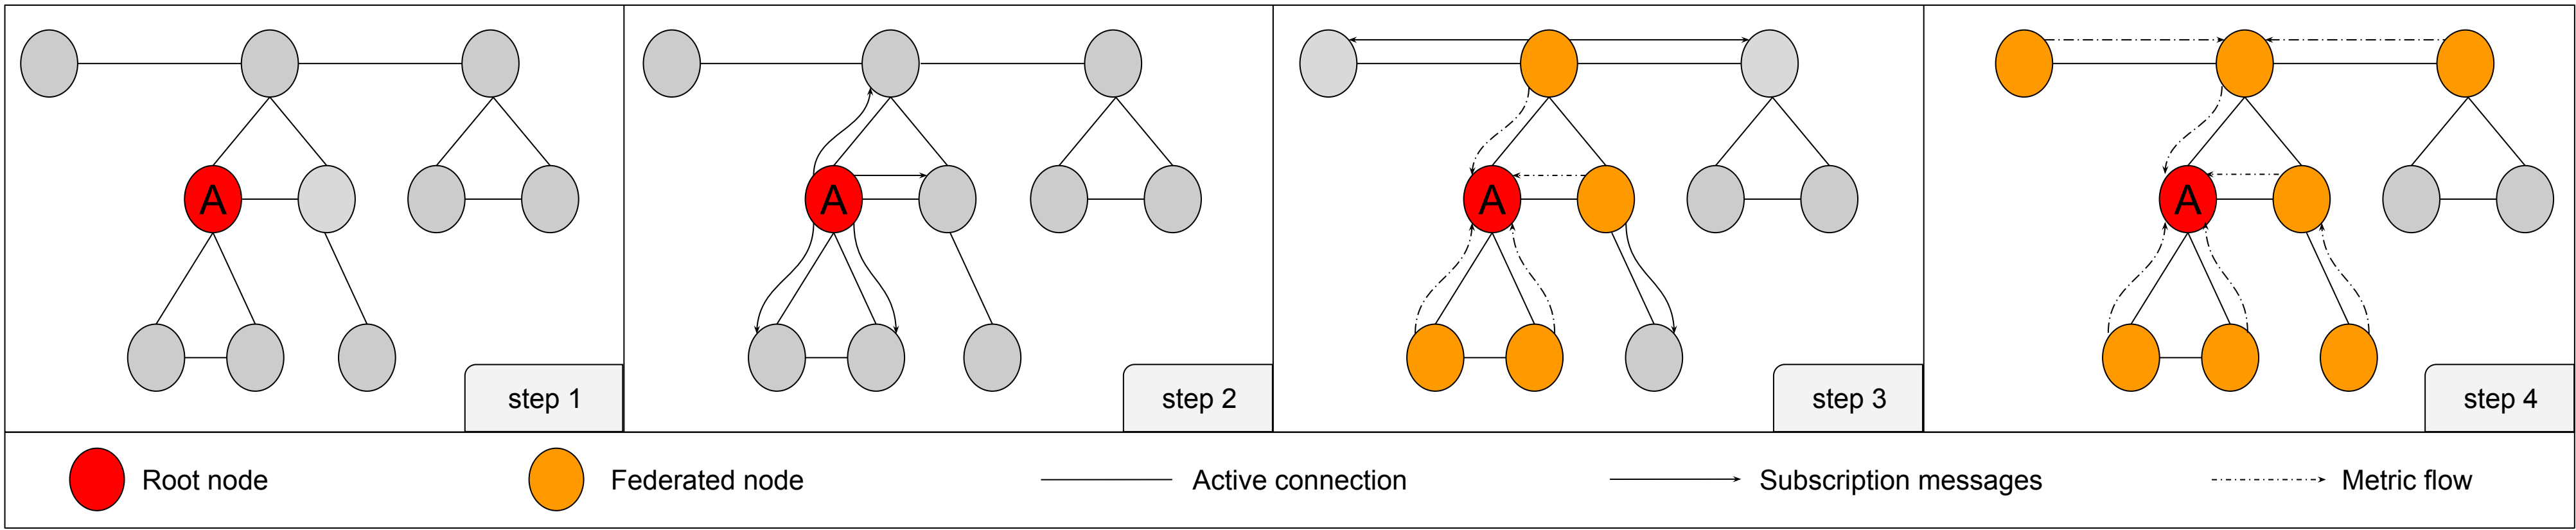 A
step 1
A
step 2
A
step 3
A
step 4
Root node
Federated node
Active connection
Subscription messages
Metric flow